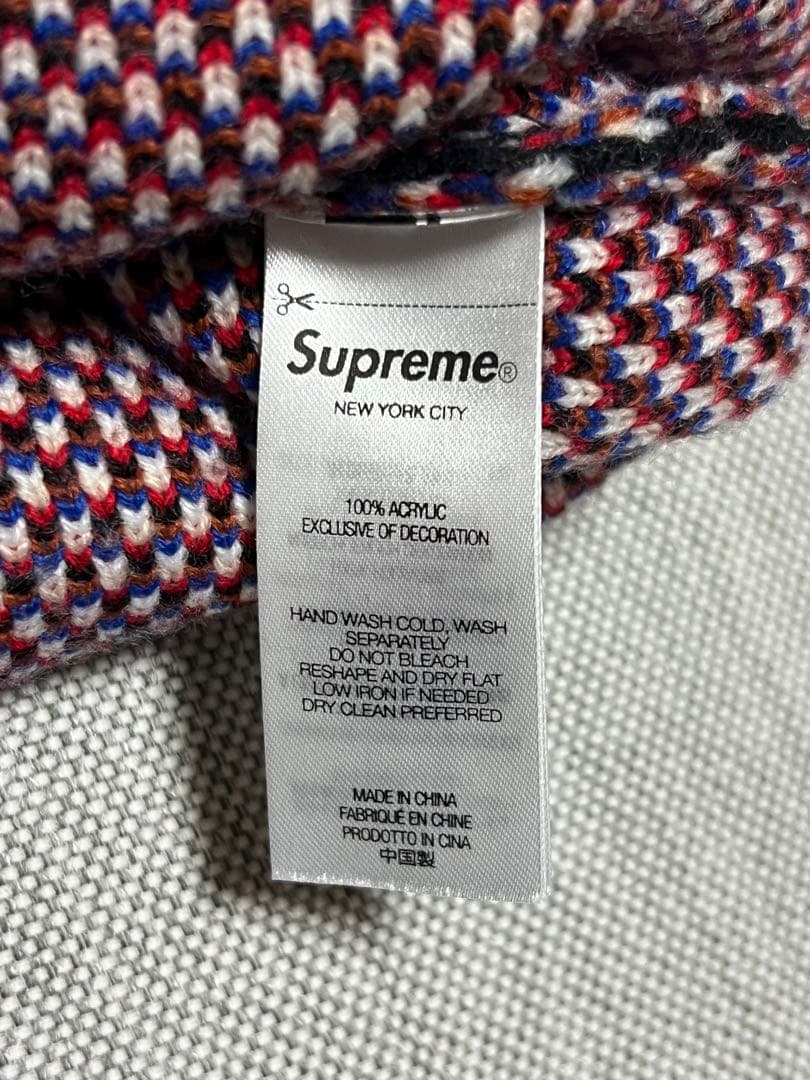 Supreme®
NEW YORK CITY
100% ACRYLIC
EXCLUSIVE OF DECORATION
HAND WASH COLD, WASH
SEPARATELY
DO NOT BLEACH
RESHAPE AND DRY FLAT
LOW IRON IF NEEDED
DRY CLEAN PREFERRED
MADE IN CHINA
FABRIQUÉ EN CHINE
PRODOTTO IN CINA
中国製